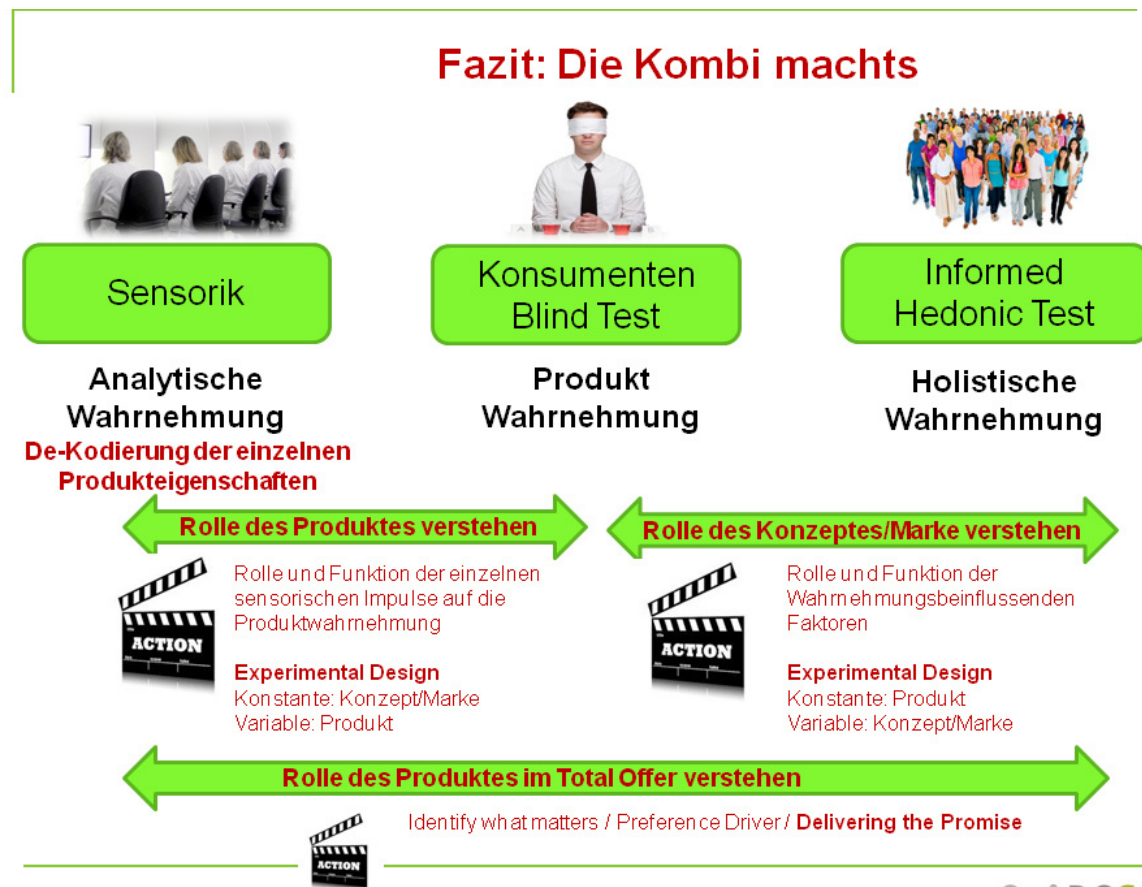 Fazit: Die Kombi machts
Sensorik
Konsumenten
Blind Test
Informed
Hedonic Test
Analytische
Wahrnehmung
De-Kodierung der einzelnen
Produkteigenschaften
Produkt
Wahrnehmung
Holistische
Wahrnehmung
Rolle des Produktes verstehen
Rolle des Konzeptes/Marke verstehen
ACTION
Rolle und Funktion der einzelnen
sensorischen Impulse auf die
Produktwahrnehmung
Experimental Design
Konstante: Konzept/Marke
Variable: Produkt
ACTION
Rolle und Funktion der
Wahrnehmungsbeinflussenden
Faktoren
Experimental Design
Konstante: Produkt
Variable: Konzept/Marke
Rolle des Produktes im Total Offer verstehen
ACTION
Identify what matters / Preference Driver / Delivering the Promise